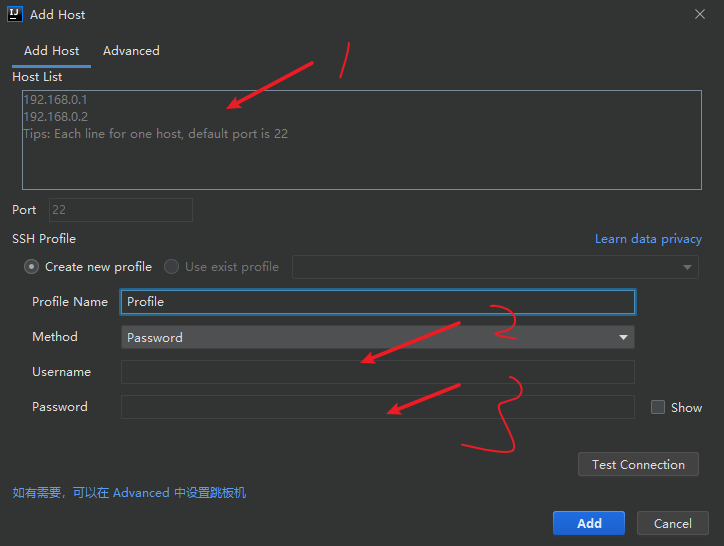 IJ Add Host
Add Host Advanced
1
Host List
192.168.0.1
192.168.0.2
Tips: Each line for one host, default port is 22
Port 22
SSH Profile Learn data privacy
Create new profile Use exist profile
Profile Name Profile
2
Method Password
Username
3
Password Show
Test Connection
如有需要，可以在 Advanced 中设置跳板机
Add Cancel